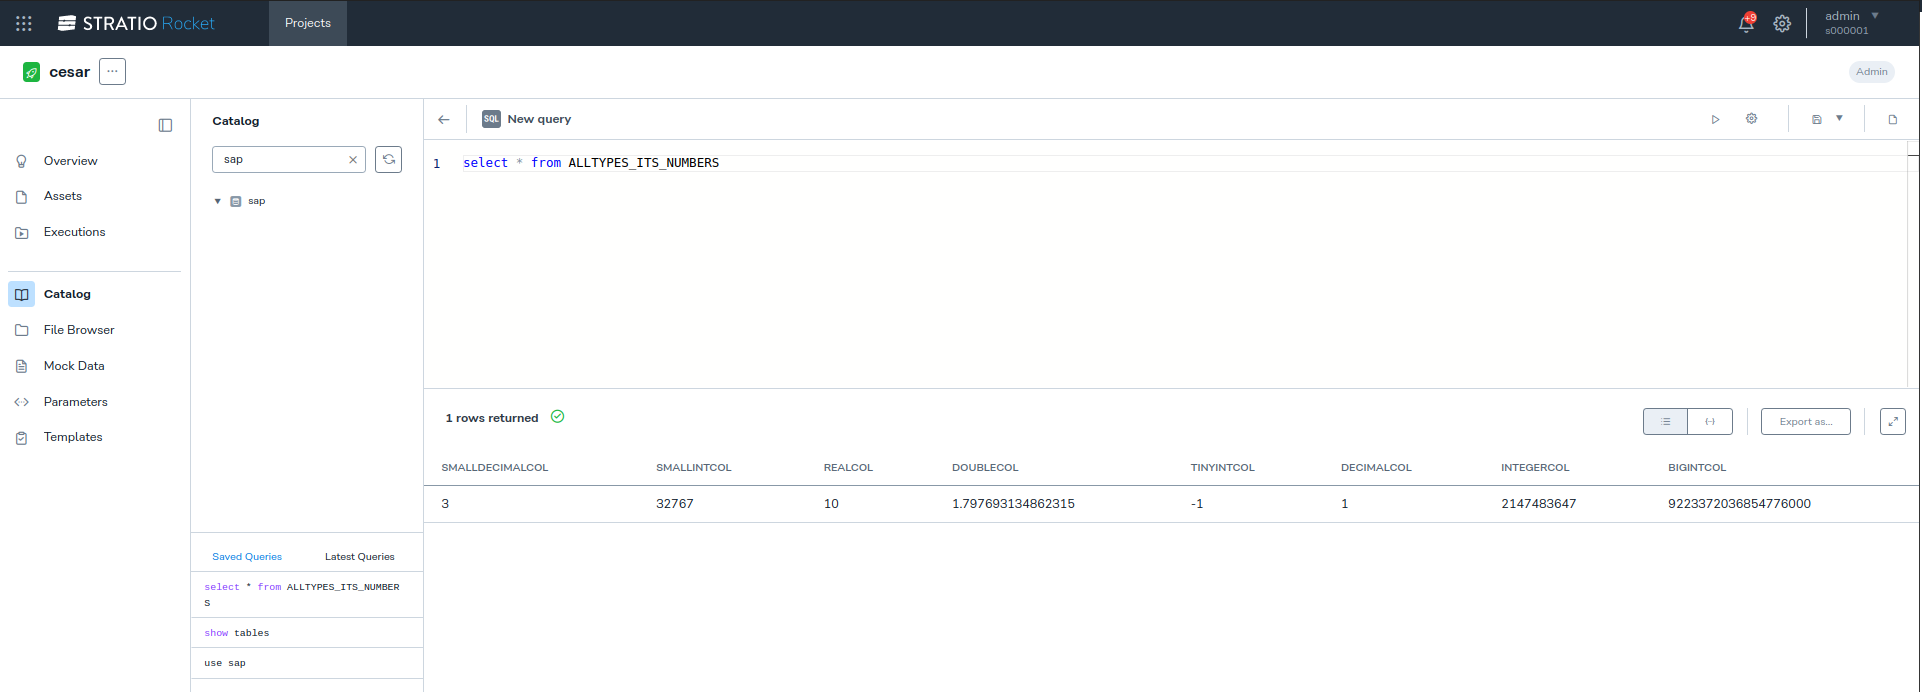 STRATIO Rocket
Projects
+9
admin
s000001
cesar
...
Admin
Overview
Assets
Executions
Catalog
File Browser
Mock Data
Parameters
Templates
Catalog
sap
sap
Saved Queries
Latest Queries
select * from ALLTYPES_ITS_NUMBER
S
show tables
use sap
SQL New query
1 select * from ALLTYPES_ITS_NUMBERS
1 rows returned
Export as...
SMALLDECIMALCOL SMALLINTCOL REALCOL DOUBLECOL TINYINTCOL DECIMALCOL INTEGERCOL BIGINTCOL
3 32767 10 1.797693134862315 -1 1 2147483647 9223372036854776000